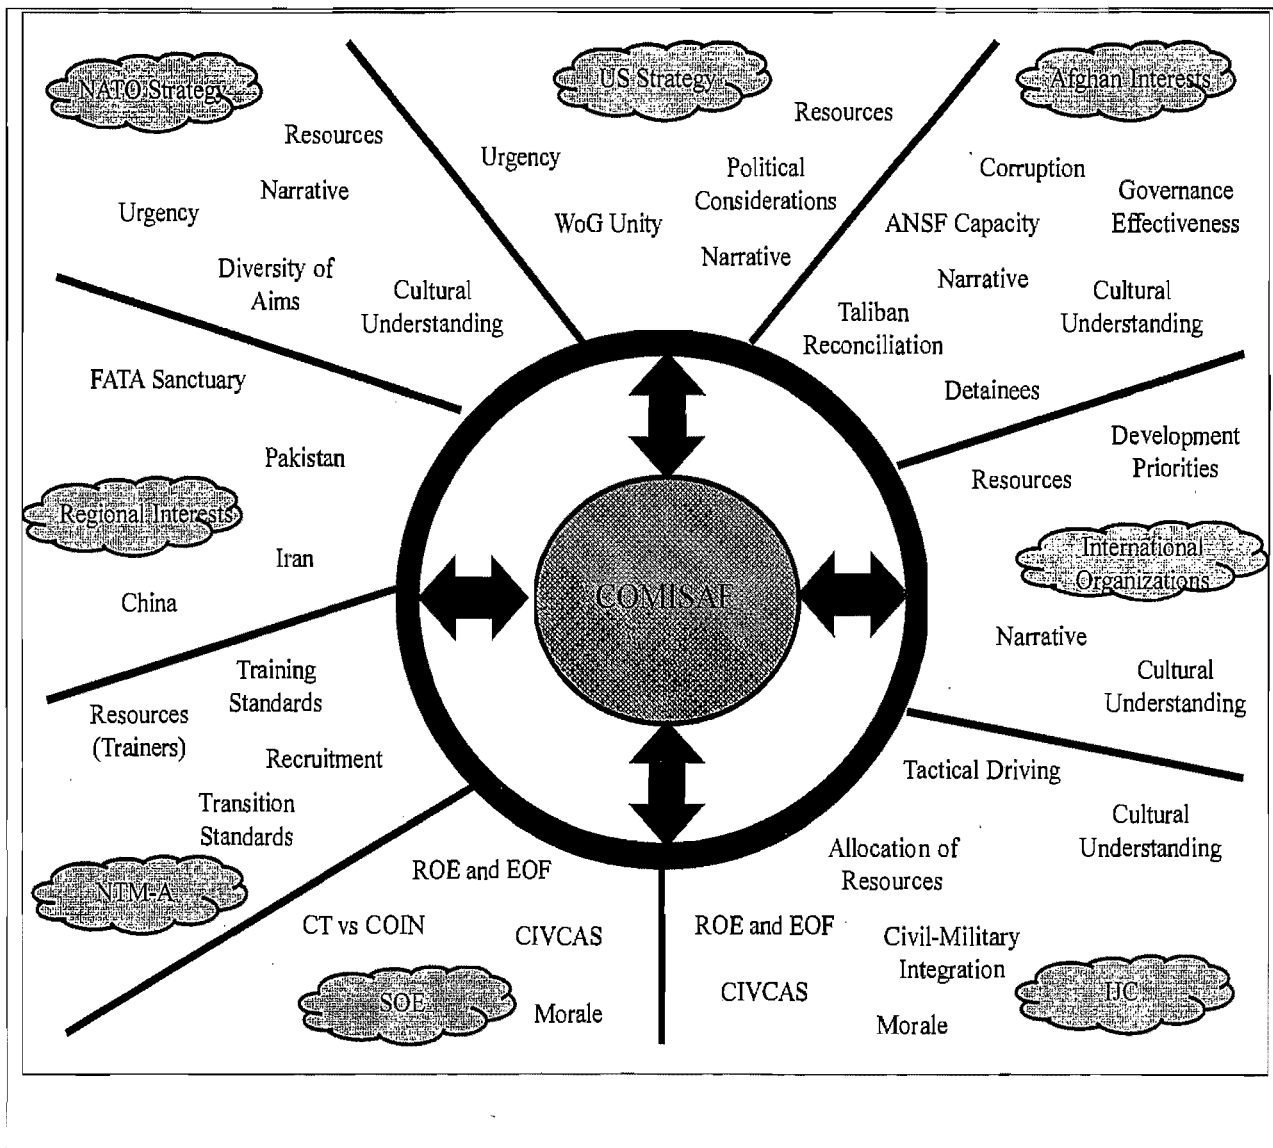 NATO Strategy
Resources
Narrative
Urgency
Diversity of
Aims
Cultural
Understanding
US Strategy
Resources
Urgency
Political
Considerations
WoG Unity
Narrative
Afghan Interests
Corruption
Governance
Effectiveness
ANSF Capacity
Narrative
Cultural
Understanding
Taliban
Reconciliation
Detainees
FATA Sanctuary
Pakistan
Regional Interests
Iran
China
COMISAF
Development
Priorities
Resources
International
Organizations
Narrative
Cultural
Understanding
Training
Standards
Resources
(Trainers)
Recruitment
Transition
Standards
NTM-A
ROE and EOF
CT vs COIN
CIVCAS
SOF
Morale
Tactical Driving
Cultural
Understanding
Allocation of
Resources
ROE and EOF
Civil-Military
Integration
CIVCAS
IJC
Morale